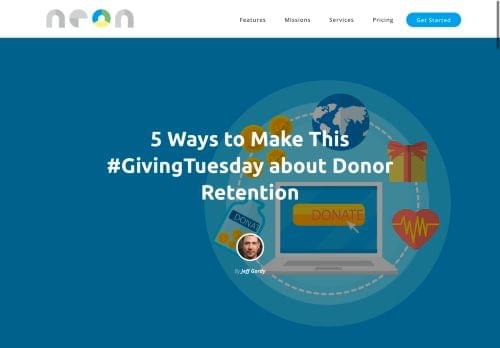 neon
Features Missions Services Pricing Get Started
5 Ways to Make This
#GivingTuesday about Donor
Retention
DONATE
DONAT
By Jeff Gordy